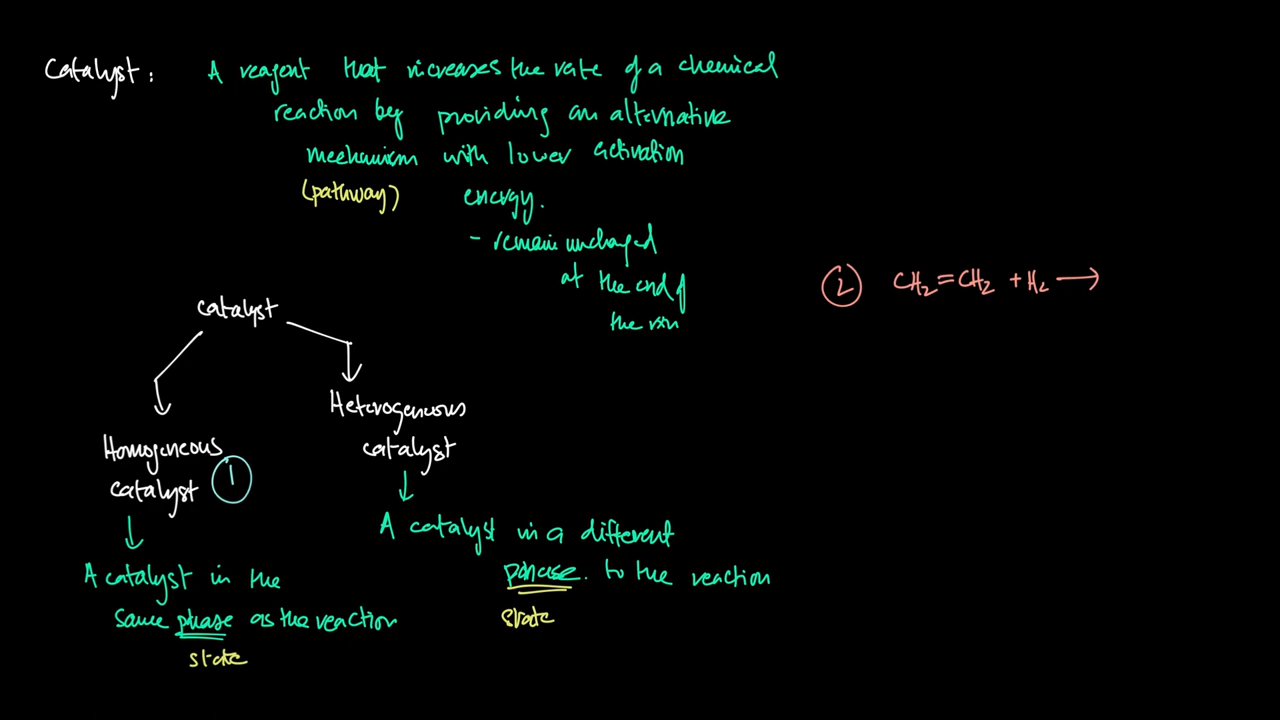 Catalyst: A reagent that increases the rate of a chemical
reaction by providing an alternative
mechanism with lower activation
(pathway) energy.
- remain unchanged
at the end of
the rxn
② CH₂=CH₂ + H₂ →
catalyst
Heterogeneous
catalyst
Homogeneous
catalyst ①
A catalyst in a different
phase. to the reaction
state
A catalyst in the
same phase as the reaction
state